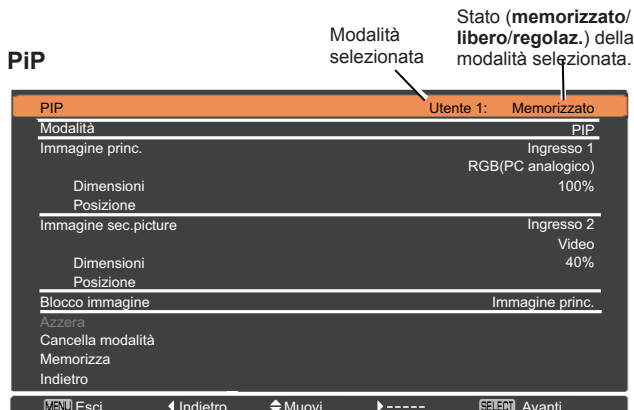 PiP
Modalità
selezionata
Stato (memorizzato/
libero/regolaz.) della
modalità selezionata.
PIP Utente 1: Memorizzato
Modalità PIP
Immagine princ. Ingresso 1
RGB(PC analogico)
Dimensioni 100%
Posizione
Immagine sec.picture Ingresso 2
Video
Dimensioni 40%
Posizione
Blocco immagine Immagine princ.
Azzera
Cancella modalità
Memorizza
Indietro
MENU Esci Indietro Muovi ----- SELECT Avanti